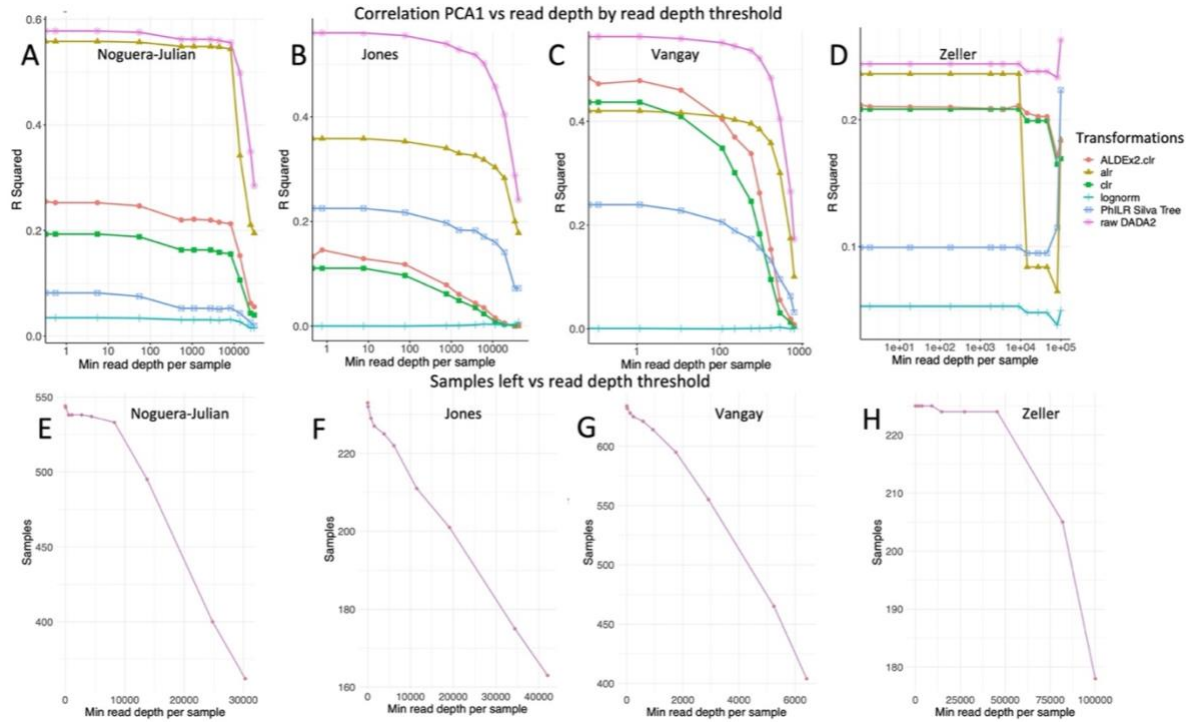 Correlation PCA1 vs read depth by read depth threshold
A
Noguera-Julian
R Squared
0.6
0.4
0.2
0.0
1 10 100 1000 10000
Min read depth per sample
B
Jones
R Squared
0.4
0.2
0.0
1 10 100 1000 10000
Min read depth per sample
C
Vangay
R Squared
0.4
0.2
0.0
1 100 1000
Min read depth per sample
D
Zeller
R Squared
0.2
0.1
1e+01 1e+02 1e+03 1e+04 1e+05
Min read depth per sample
Transformations
ALDEx2.clr
alr
clr
lognorm
PhILR Silva Tree
raw DADA2
Samples left vs read depth threshold
E
Noguera-Julian
Samples
550
500
450
400
0 10000 20000 30000
Min read depth per sample
F
Jones
Samples
220
200
180
160
0 10000 20000 30000 40000
Min read depth per sample
G
Vangay
Samples
600
550
500
450
400
0 2000 4000 6000
Min read depth per sample
H
Zeller
Samples
220
210
200
190
180
0 25000 50000 75000 100000
Min read depth per sample